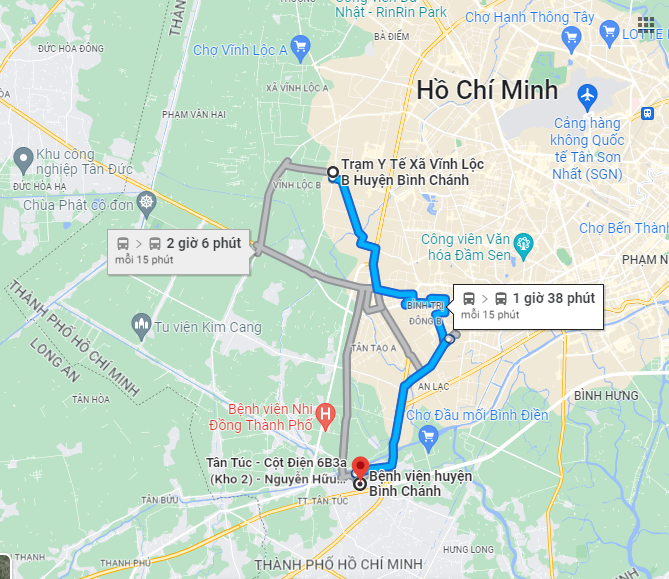 Nhật - RinRin Park
Chợ Hạnh Thông Tây
ĐỨC HÒA ĐÔNG
BÀ ĐIỂM
Chợ Vĩnh Lộc A
XÃ VĨNH LỘC A
Hồ Chí Minh
PHẠM VĂN HAI
Cảng hàng
không Quốc
tế Tân Sơn
Nhất (SGN)
Khu công
nghiệp Tân Đức
Trạm Y Tế Xã Vĩnh Lộc
B Huyện Bình Chánh
VĨNH LỘC B
ĐỨC HÒA HẠ
Chùa Phật cô đơn
Chợ Bến Thành
2 giờ 6 phút
mỗi 15 phút
Công viên Văn
hóa Đầm Sen
PHẠM N
1 giờ 38 phút
mỗi 15 phút
BÌNH TRỊ
ĐÔNG B
Tu viện Kim Cang
THÀNH PHỐ HỒ CHÍ MINH
LONG AN
TÂN TẠO A
TÂN HÒA
AN LẠC
BÌNH HƯNG
Bệnh viện Nhi
Đồng Thành Phố
Chợ Đầu mối Bình Điền
Tân Túc - Cột Điện 6B3a
(Kho 2) - Nguyễn Hữu...
Bệnh viện huyện
Bình Chánh
TÂN BỬU
TT. TÂN TÚC
THANH PHÚ
THÀNH PHỐ HỒ CHÍ MINH
HƯNG LONG